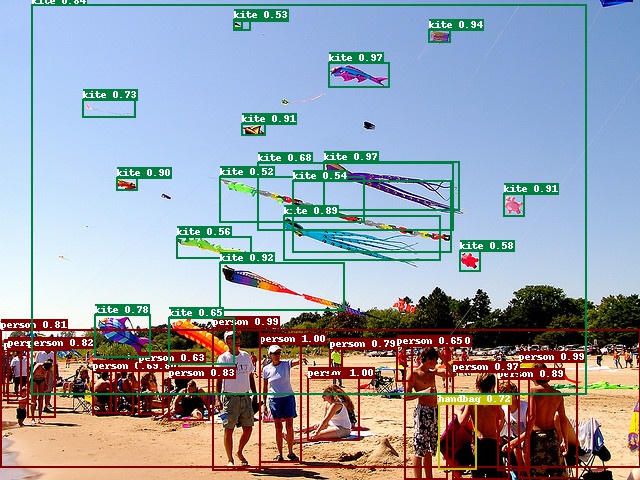 kite 0.84
kite 0.53
kite 0.94
kite 0.97
kite 0.73
kite 0.91
kite 0.68
kite 0.97
kite 0.90
kite 0.52
kite 0.54
kite 0.91
kite 0.89
kite 0.56
kite 0.58
kite 0.92
kite 0.78
kite 0.65
person 0.81
person 0.99
person 0.82
person 1.00
person 0.79
person 0.65
person 0.63
person 0.99
person 0.83
person 1.00
person 0.97
person 0.89
handbag 0.72